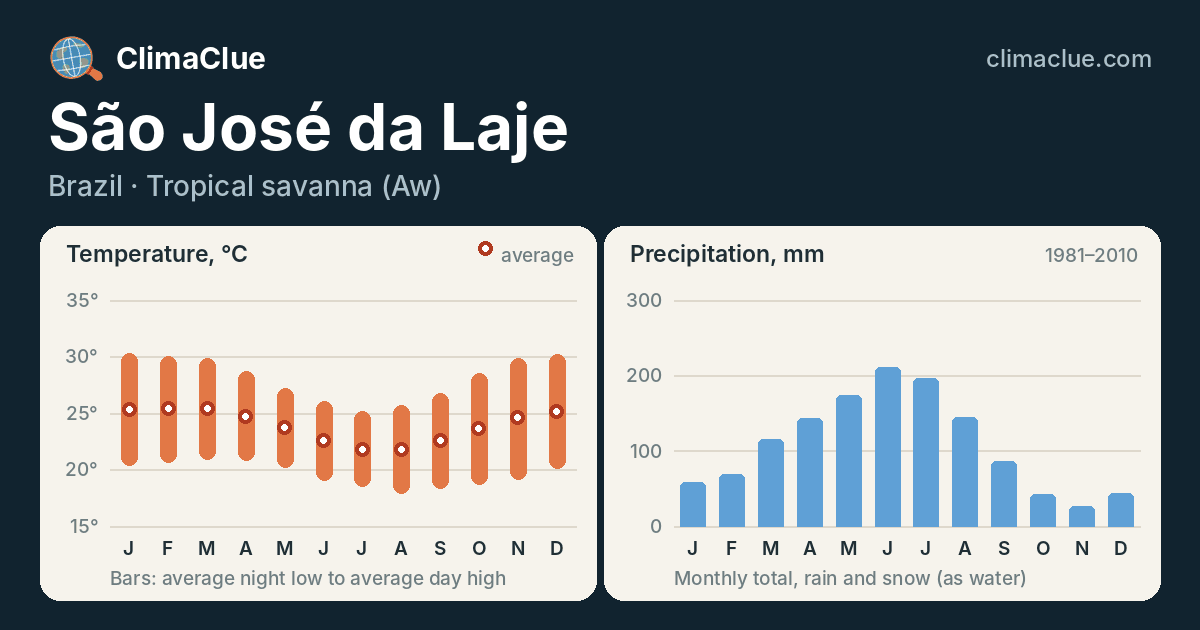 ClimaClue
climaclue.com
São José da Laje
Brazil · Tropical savanna (Aw)
Temperature, °C
average
35°
30°
25°
20°
15°
J F M A M J J A S O N D
Bars: average night low to average day high
Precipitation, mm
1981–2010
300
200
100
0
J F M A M J J A S O N D
Monthly total, rain and snow (as water)